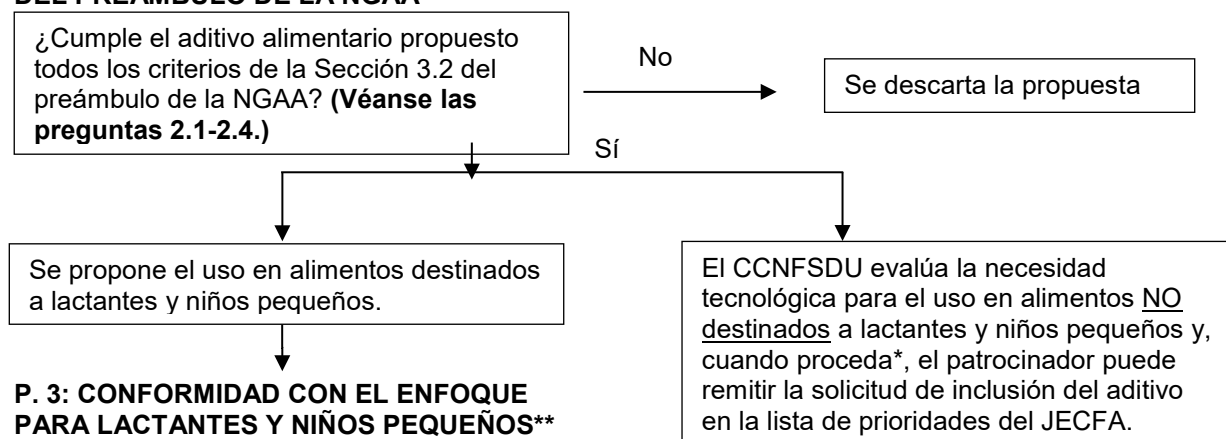 DEL PREÁMBULO DE LA NGAA
¿Cumple el aditivo alimentario propuesto
todos los criterios de la Sección 3.2 del
preámbulo de la NGAA? (Véanse las
preguntas 2.1-2.4.)
No
Se descarta la propuesta
Sí
Se propone el uso en alimentos destinados
a lactantes y niños pequeños.
El CCNFSDU evalúa la necesidad
tecnológica para el uso en alimentos NO
destinados a lactantes y niños pequeños y,
cuando proceda*, el patrocinador puede
remitir la solicitud de inclusión del aditivo
en la lista de prioridades del JECFA.
P. 3: CONFORMIDAD CON EL ENFOQUE
PARA LACTANTES Y NIÑOS PEQUEÑOS**